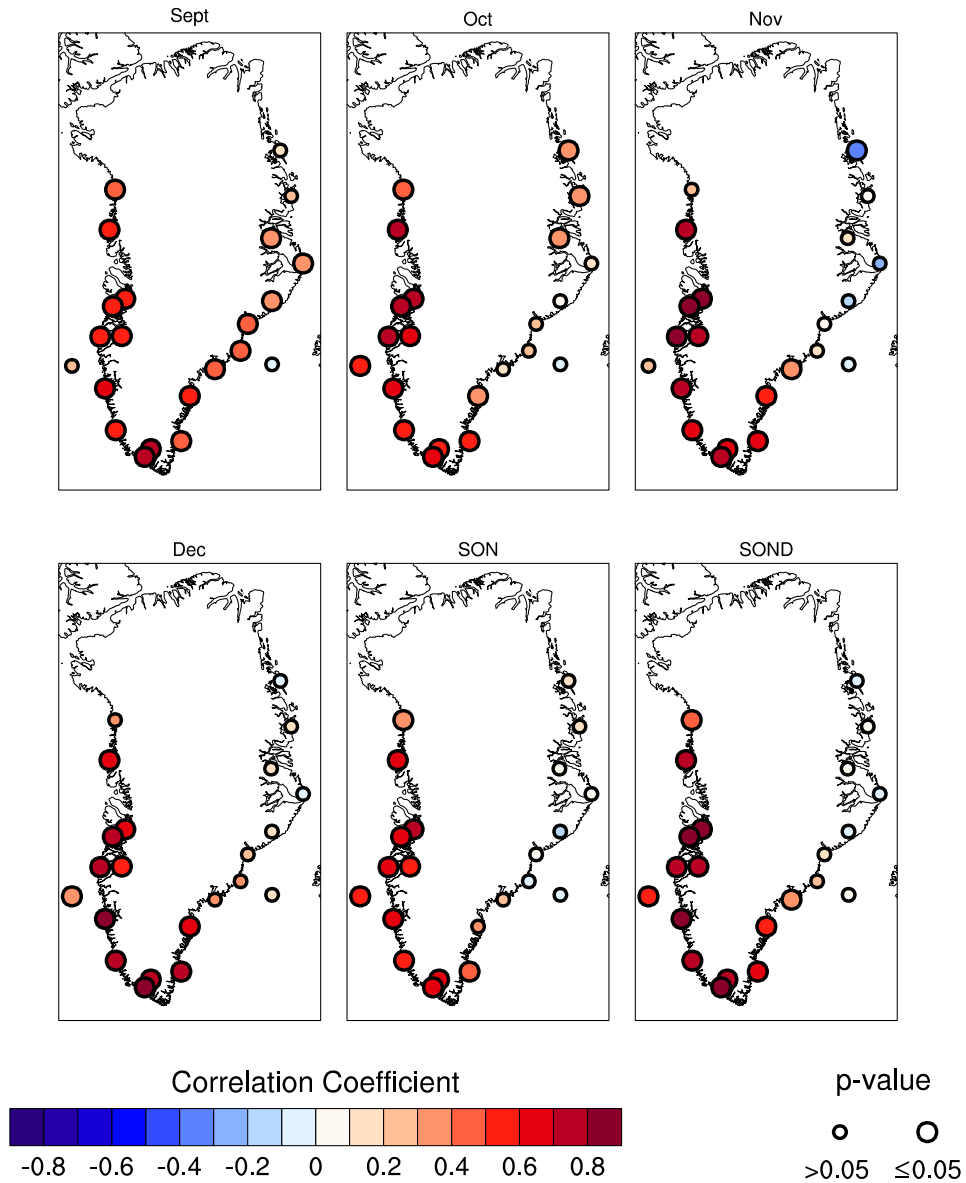 Sept Oct Nov
Dec SON SOND
Correlation Coefficient p-value
-0.8 -0.6 -0.4 -0.2 0 0.2 0.4 0.6 0.8 >0.05 ≤0.05